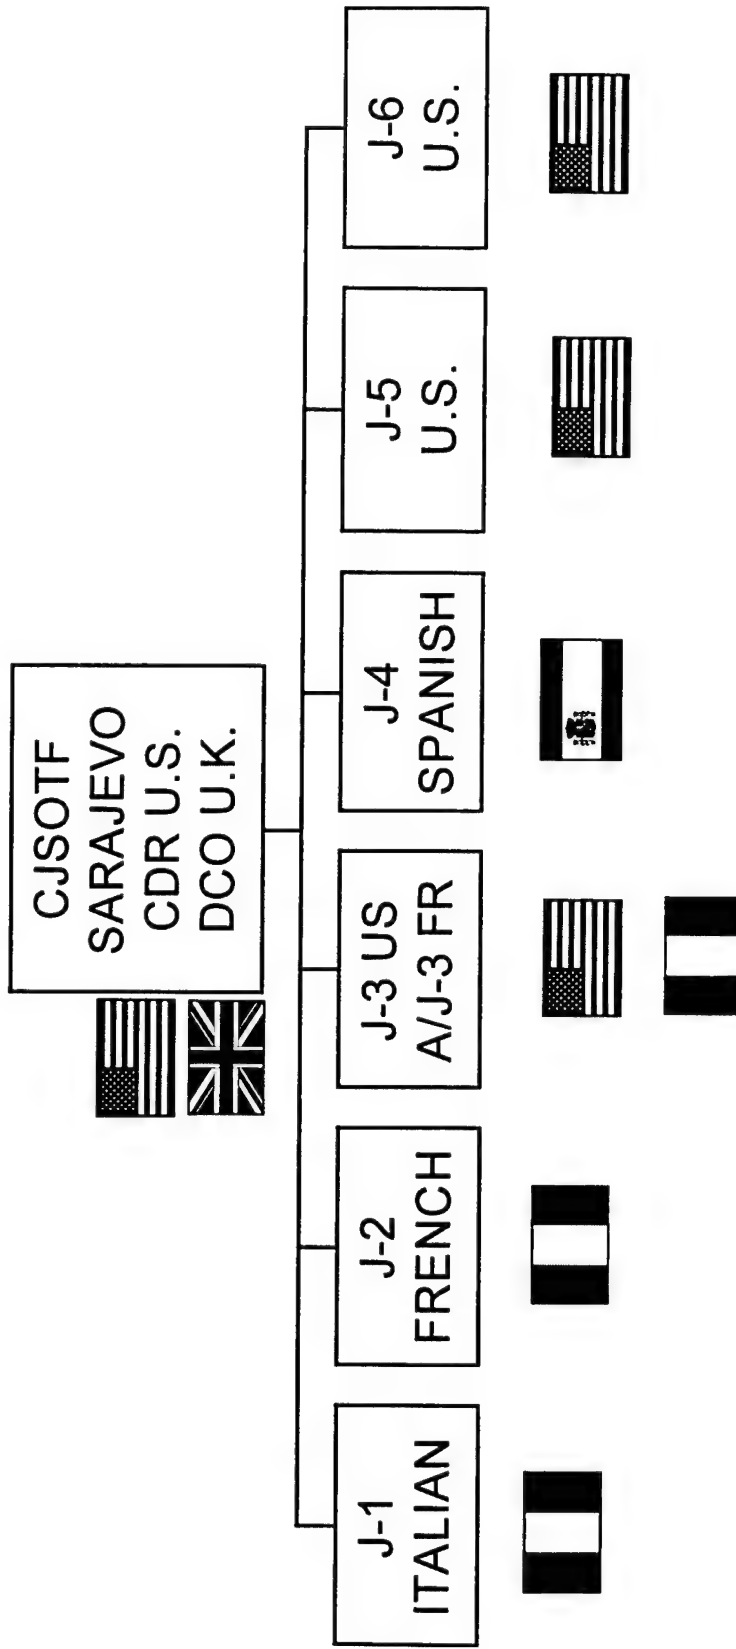 CJSOTF
SARAJEVO
CDR U.S.
DCO U.K.
J-1
ITALIAN
J-2
FRENCH
J-3 US
A/J-3 FR
J-4
SPANISH
J-5
U.S.
J-6
U.S.